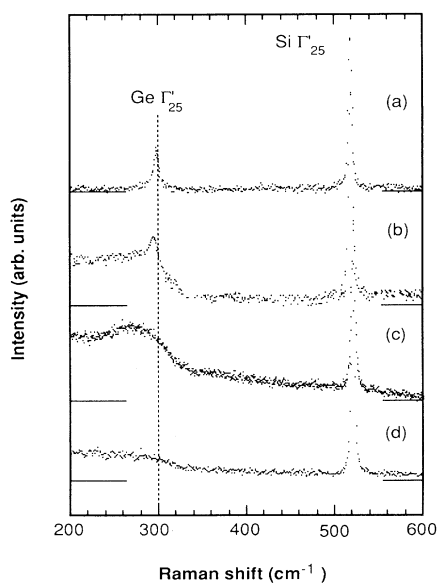 Si Γ'25
Ge Γ'25
(a)
(b)
(c)
(d)
Intensity (arb. units)
200 300 400 500 600
Raman shift (cm-1 )